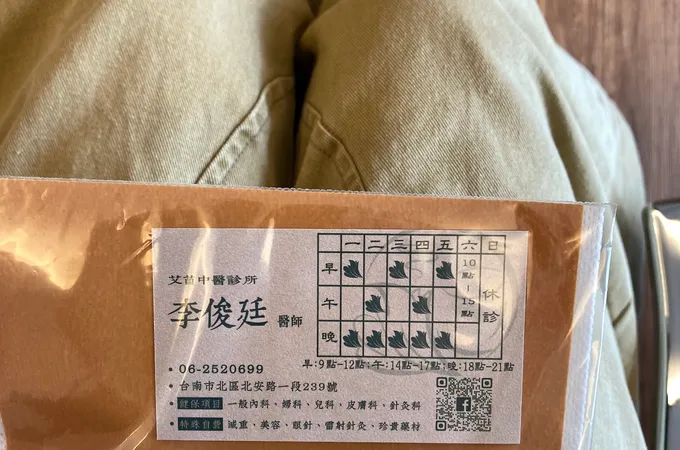 一 二 三 四 五 六 日
早
午
晚
10點-15點
休診
艾苗中醫診所
李俊廷 醫師
早:9點-12點;午:14點-17點;晚:18點-21點
•06-2520699
•台南市北區北安路一段239號
•健保項目 一般內科、婦科、兒科、皮膚科、針灸科
•特殊自費 減重、美容、眼針、雷射針灸、珍貴藥材